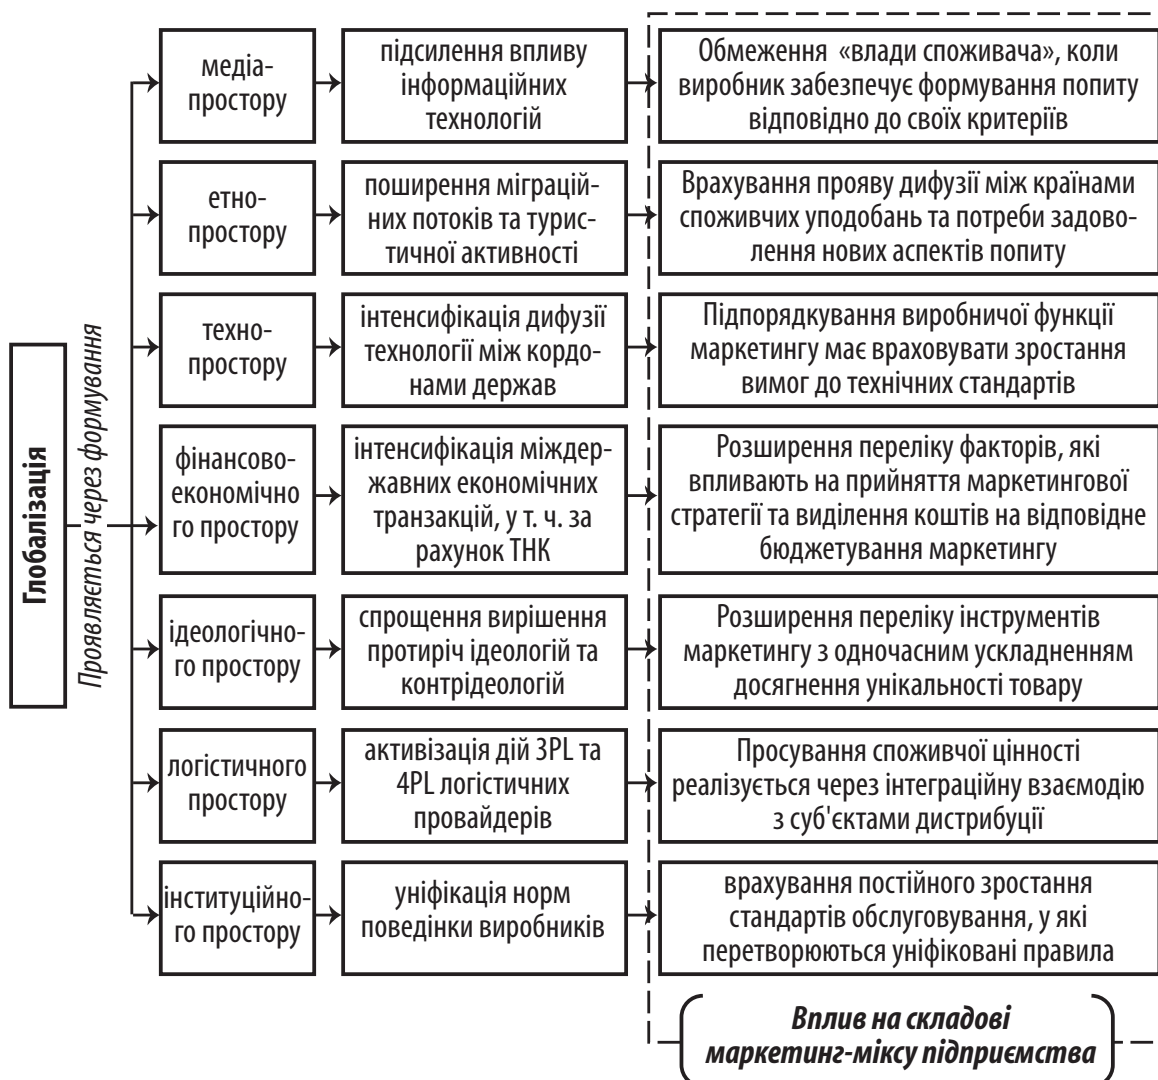 Глобалізація
Проявляється через формування
медіа-
простору
підсилення впливу
інформаційних
технологій
Обмеження «влади споживача», коли
виробник забезпечує формування попиту
відповідно до своїх критеріїв
етно-
простору
поширення міграцій-
них потоків та турис-
тичної активності
Врахування прояву дифузії між країнами
споживчих уподобань та потреби задово-
лення нових аспектів попиту
техно-
простору
інтенсифікація дифузії
технології між кордо-
нами держав
Підпорядкування виробничої функції
маркетингу має враховувати зростання
вимог до технічних стандартів
фінансово-
економічно
го простору
інтенсифікація міждер-
жавних економічних
транзакцій, у т. ч. за
рахунок ТНК
Розширення переліку факторів, які
впливають на прийняття маркетингової
стратегії та виділення коштів на відповідне
бюджетування маркетингу
ідеологічно-
го простору
спрощення вирішення
протиріч ідеологій та
контрідеологій
Розширення переліку інструментів
маркетингу з одночасним ускладненням
досягнення унікальності товару
логістичного
простору
активізація дій 3PL та
4PL логістичних
провайдерів
Просування споживчої цінності
реалізується через інтеграційну взаємодію
з суб'єктами дистрибуції
інституційно-
го простору
уніфікація норм
поведінки виробників
врахування постійного зростання
стандартів обслуговування, у які
перетворюються уніфіковані правила
Вплив на складові
маркетинг-міксу підприємства